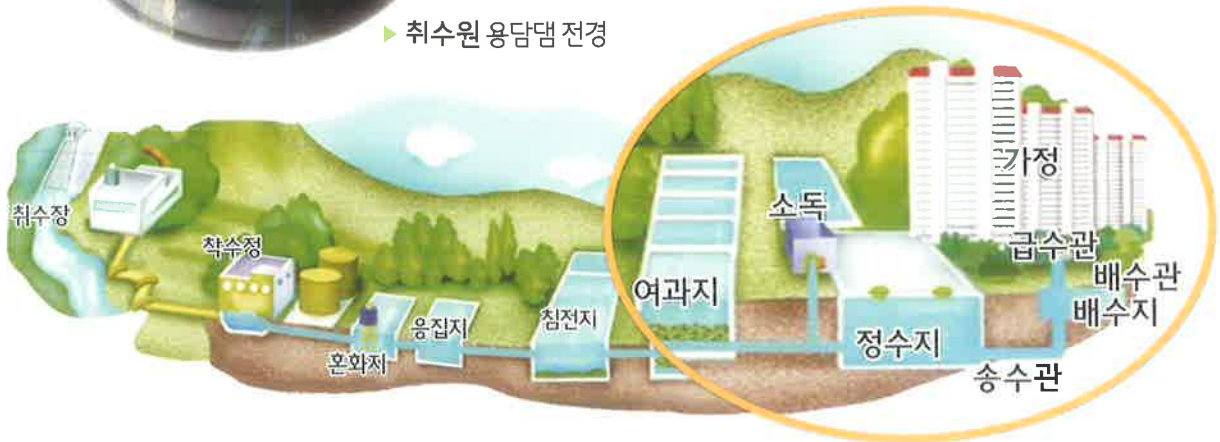 ▶ 취수원 용담댐 전경
취수장
착수정
혼화지
응집지
침전지
여과지
소독
정수지
송수관
가정
급수관
배수관
배수지